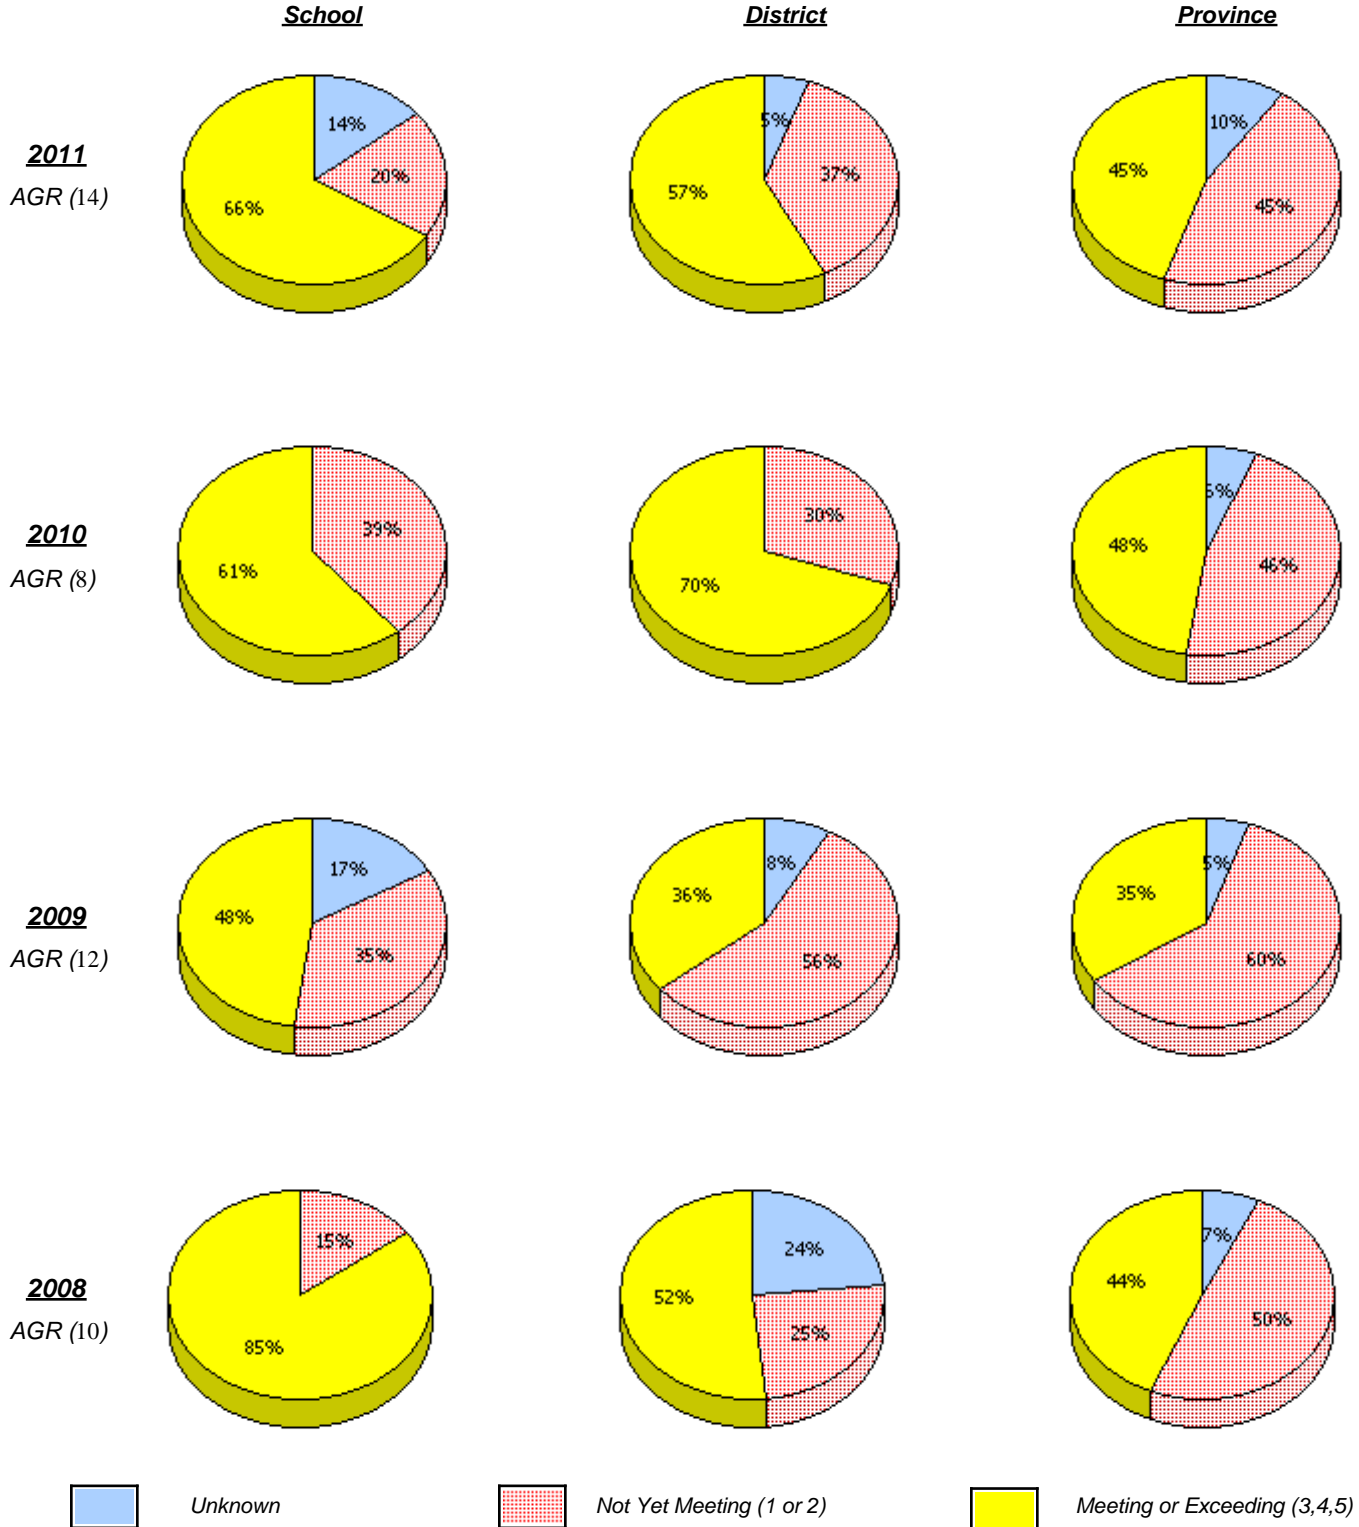 School District Province
14% 5% 10%
2011 20% 37% 45%
AGR (14) 66% 57% 45%
39% 30% 5%
2010 61% 70% 48% 46%
AGR (8)
17% 8% 5%
2009 48% 36% 35%
AGR (12) 35% 56% 60%
15% 24% 7%
2008 52% 44%
AGR (10) 85% 25% 50%
Unknown Not Yet Meeting (1 or 2) Meeting or Exceeding (3,4,5)